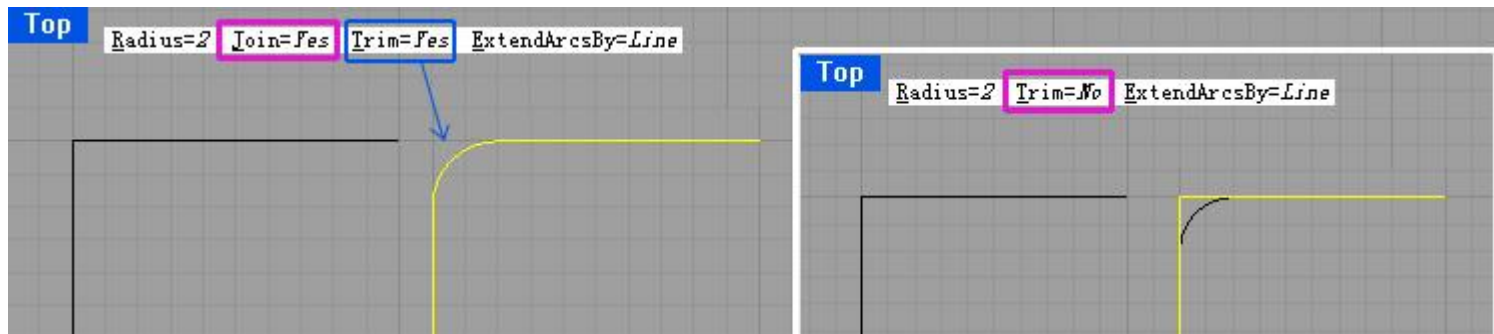 Top
Radius=2 Join=Yes Trim=Yes ExtendArcsBy=Line
Top
Radius=2 Trim=No ExtendArcsBy=Line